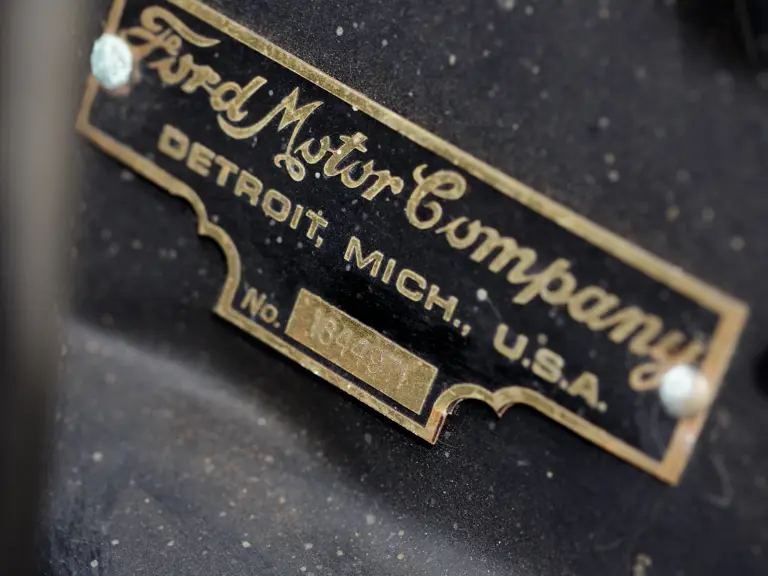 Ford Motor Company
DETROIT, MICH., U.S.A.
No.